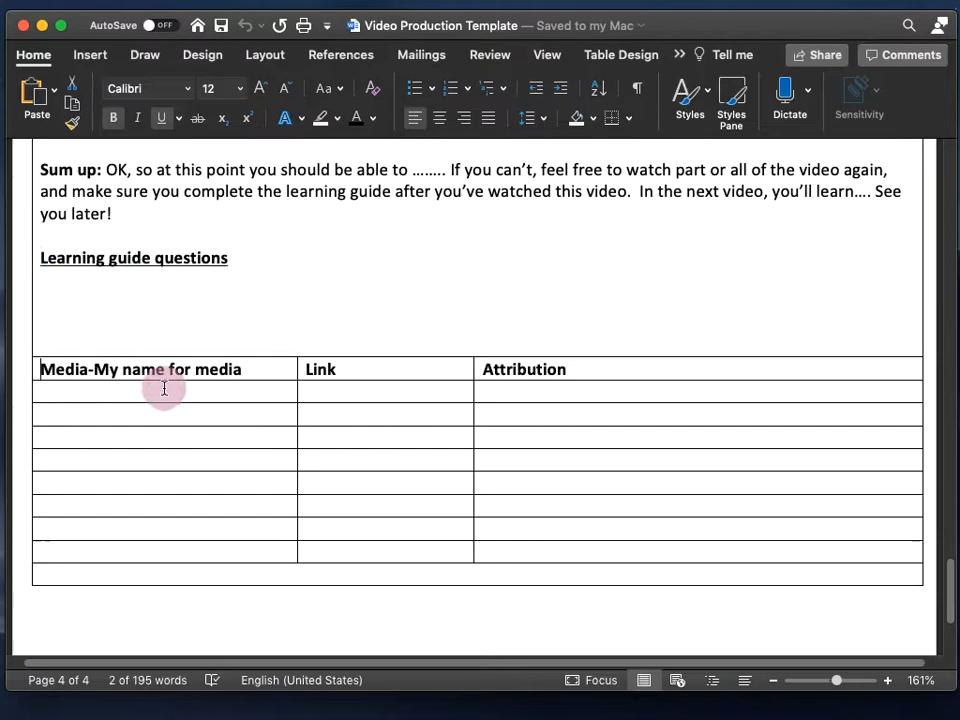 AutoSave OFF Video Production Template — Saved to my Mac
Home Insert Draw Design Layout References Mailings Review View Table Design Tell me Share Comments
Paste Calibri 12 Aa Styles Styles Pane Dictate Sensitivity
B I U ab x2 x2 A A
Sum up: OK, so at this point you should be able to …….. If you can’t, feel free to watch part or all of the video again,
and make sure you complete the learning guide after you’ve watched this video. In the next video, you’ll learn…. See
you later!
Learning guide questions
Media-My name for media Link Attribution
Page 4 of 4 2 of 195 words English (United States) Focus 161%